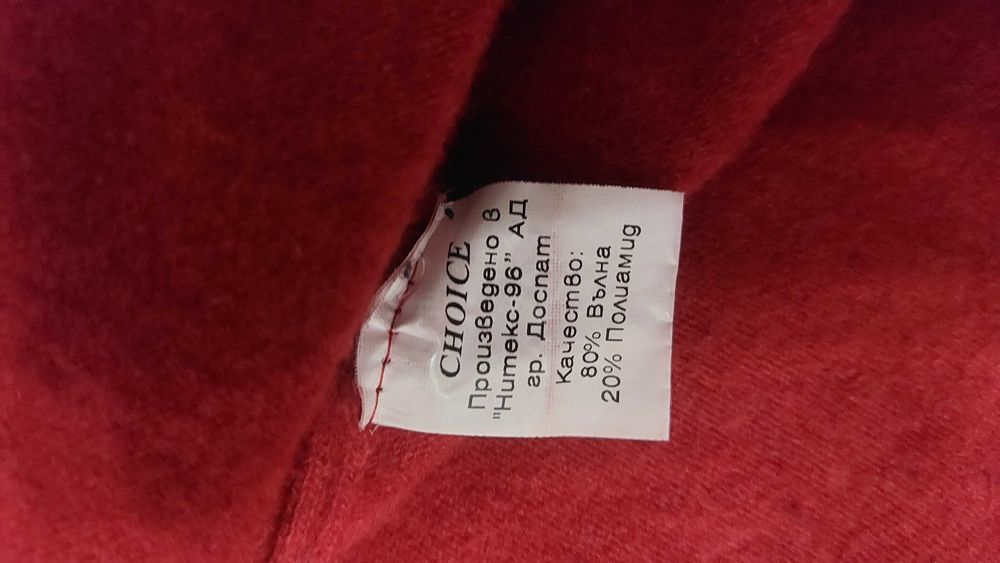 CHOICE
Произведено в
"Нитекс-96" АД
гр. Доспат
Качество:
80% Вълна
20% Полиамид